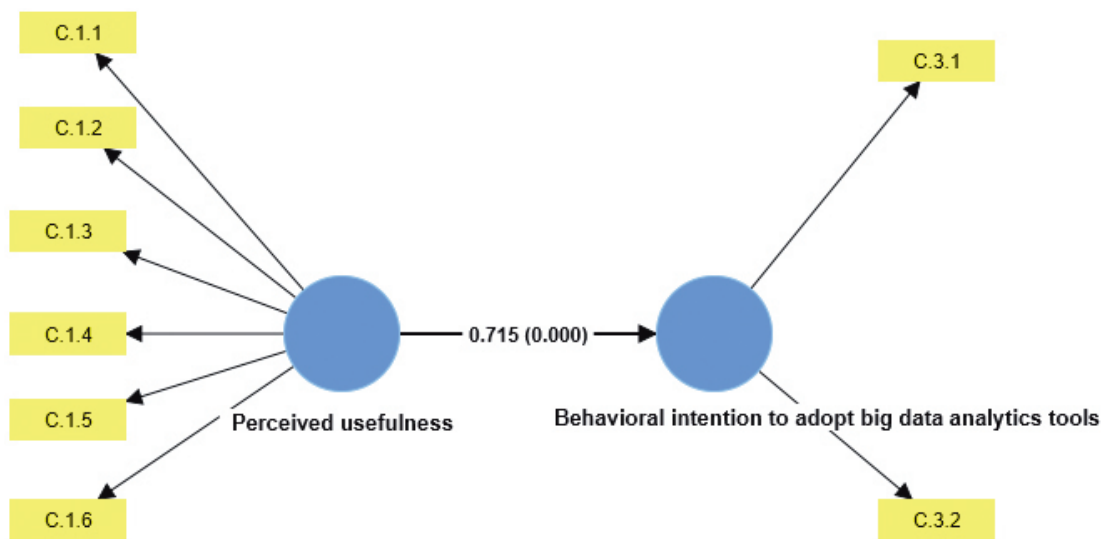 C.1.1
C.1.2
C.1.3
C.1.4
C.1.5
C.1.6
Perceived usefulness
0.715 (0.000)
Behavioral intention to adopt big data analytics tools
C.3.1
C.3.2